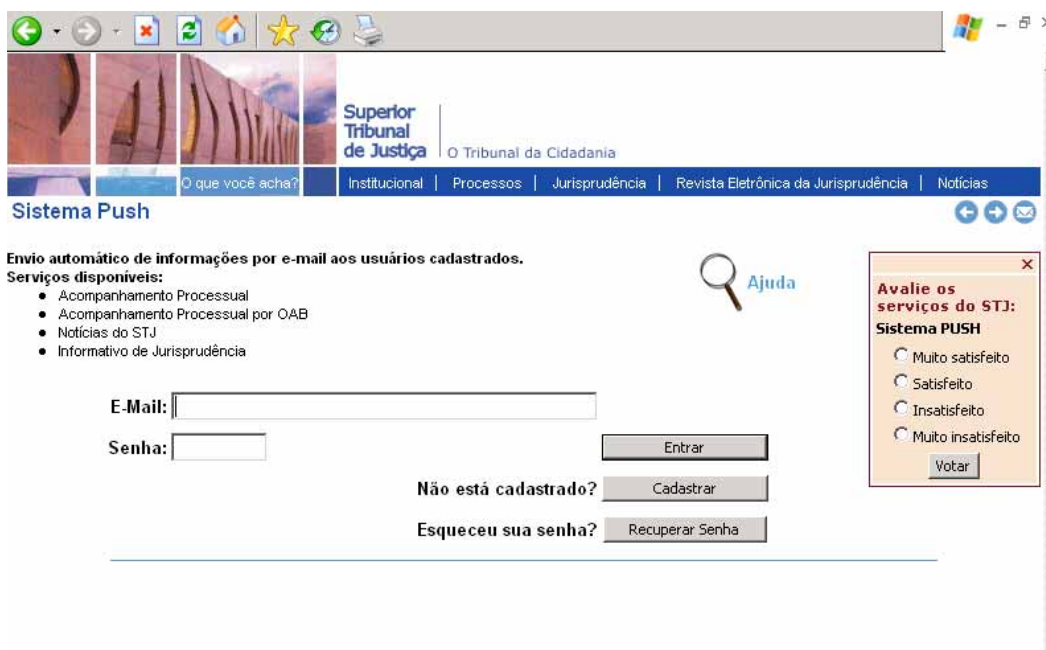 Superior
Tribunal
de Justiça
O Tribunal da Cidadania
O que você acha?
Institucional | Processos | Jurisprudência | Revista Eletrônica da Jurisprudência | Notícias
Sistema Push
Envio automático de informações por e-mail aos usuários cadastrados.
Serviços disponíveis:
● Acompanhamento Processual
● Acompanhamento Processual por OAB
● Notícias do STJ
● Informativo de Jurisprudência
Ajuda
Avalie os
serviços do STJ:
Sistema PUSH
Muito satisfeito
Satisfeito
Insatisfeito
Muito insatisfeito
Votar
E-Mail:
Senha:
Entrar
Não está cadastrado? Cadastrar
Esqueceu sua senha? Recuperar Senha